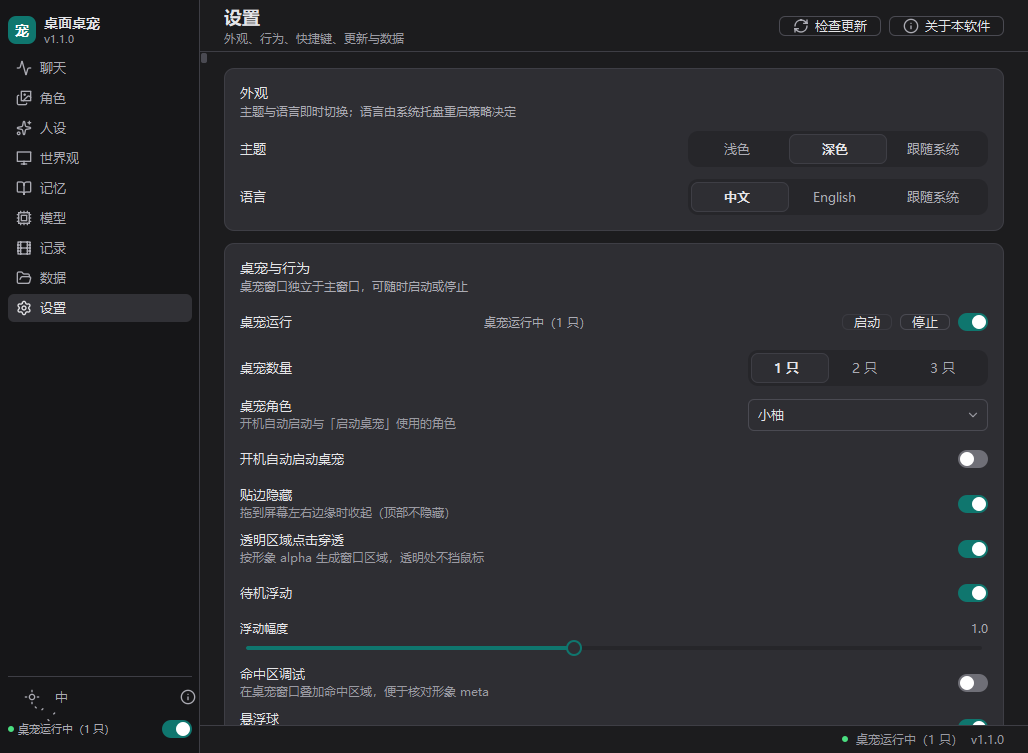 宠
桌面桌宠
v1.1.0
聊天
角色
人设
世界观
记忆
模型
记录
数据
设置
中
桌宠运行中（1 只）
设置
外观、行为、快捷键、更新与数据
检查更新
关于本软件
外观
主题与语言即时切换；语言由系统托盘重启策略决定
主题
浅色
深色
跟随系统
语言
中文
English
跟随系统
桌宠与行为
桌宠窗口独立于主窗口，可随时启动或停止
桌宠运行
桌宠运行中（1 只）
启动
停止
桌宠数量
1 只
2 只
3 只
桌宠角色
开机自动启动与「启动桌宠」使用的角色
小柚
开机自动启动桌宠
贴边隐藏
拖到屏幕左右边缘时收起（顶部不隐藏）
透明区域点击穿透
按形象 alpha 生成窗口区域，透明处不挡鼠标
待机浮动
浮动幅度
1.0
命中区调试
在桌宠窗口叠加命中区域，便于核对形象 meta
悬浮球
桌宠运行中（1 只）
v1.1.0